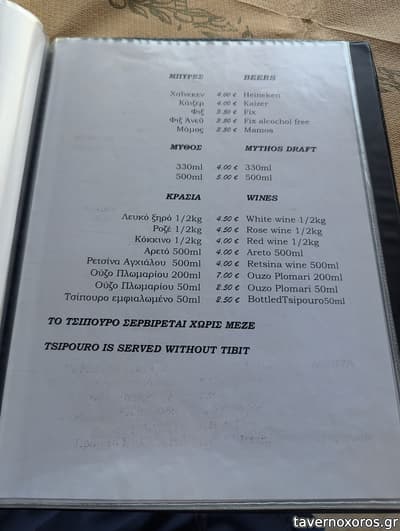 ΜΠΥΡΕΣ BEERS
Χαϊνεκεν 4.00 € Heineken
Κάιζερ 4.00 € Kaizer
Φιξ 3.50 € Fix
Φιξ Άνευ 3.50 € Fix alcochol free
Μάμος 3.50 € Mamos
ΜΥΘΟΣ MYTHOS DRAFT
330ml 4.00 € 330ml
500ml 5.00 € 500ml
ΚΡΑΣΙΑ WINES
Λευκό ξηρό 1/2kg 4.50 € White wine 1/2kg
Ροζέ 1/2kg 4.50 € Rose wine 1/2kg
Κόκκινο 1/2kg 4.00 € Red wine 1/2kg
Αρετό 500ml 4.00 € Areto 500ml
Ρετσίνα Αγχιάλου 500ml 4.00 € Retsina wine 500ml
Ούζο Πλωμαρίου 200ml 7.00 € Ouzo Plomari 200ml
Ούζο Πλωμαρίου 50ml 2.50 € Ouzo Plomari 50ml
Τσίπουρο εμφιαλωμένο 50ml 2.50 € BottledTsipouro50ml
ΤΟ ΤΣΙΠΟΥΡΟ ΣΕΡΒΙΡΕΤΑΙ ΧΩΡΙΣ ΜΕΖΕ
TSIPOURO IS SERVED WITHOUT TIBIT
tavernoxoros.gr